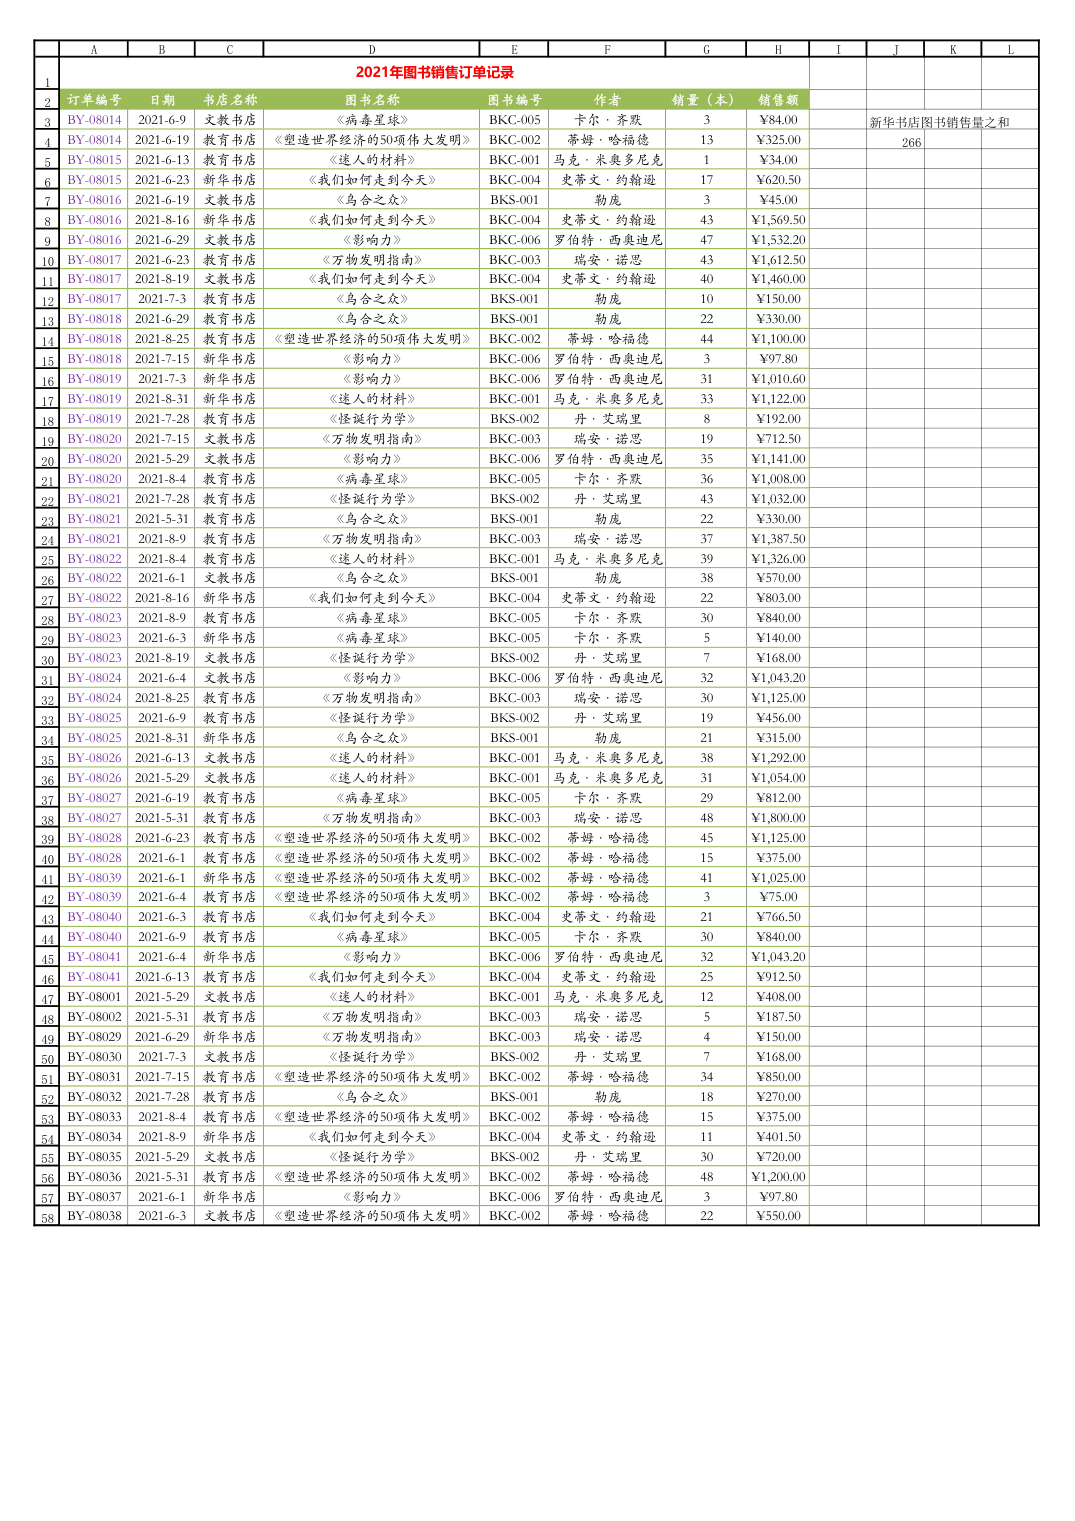 A B C D E F G H I J K L
1 2021年图书销售订单记录
2 订单编号 日期 书店名称 图书名称 图书编号 作者 销量（本） 销售额
3 BY-08014 2021-6-9 文教书店 《病毒星球》 BKC-005 卡尔·齐默 3 ¥84.00 新华书店图书销售量之和
4 BY-08014 2021-6-19 教育书店 《塑造世界经济的50项伟大发明》 BKC-002 蒂姆·哈福德 13 ¥325.00 266
5 BY-08015 2021-6-13 教育书店 《迷人的材料》 BKC-001 马克·米奥多尼克 1 ¥34.00
6 BY-08015 2021-6-23 新华书店 《我们如何走到今天》 BKC-004 史蒂文·约翰逊 17 ¥620.50
7 BY-08016 2021-6-19 文教书店 《乌合之众》 BKS-001 勒庞 3 ¥45.00
8 BY-08016 2021-8-16 新华书店 《我们如何走到今天》 BKC-004 史蒂文·约翰逊 43 ¥1,569.50
9 BY-08016 2021-6-29 文教书店 《影响力》 BKC-006 罗伯特·西奥迪尼 47 ¥1,532.20
10 BY-08017 2021-6-23 教育书店 《万物发明指南》 BKC-003 瑞安·诺思 43 ¥1,612.50
11 BY-08017 2021-8-19 文教书店 《我们如何走到今天》 BKC-004 史蒂文·约翰逊 40 ¥1,460.00
12 BY-08017 2021-7-3 教育书店 《乌合之众》 BKS-001 勒庞 10 ¥150.00
13 BY-08018 2021-6-29 教育书店 《乌合之众》 BKS-001 勒庞 22 ¥330.00
14 BY-08018 2021-8-25 教育书店 《塑造世界经济的50项伟大发明》 BKC-002 蒂姆·哈福德 44 ¥1,100.00
15 BY-08018 2021-7-15 新华书店 《影响力》 BKC-006 罗伯特·西奥迪尼 3 ¥97.80
16 BY-08019 2021-7-3 新华书店 《影响力》 BKC-006 罗伯特·西奥迪尼 31 ¥1,010.60
17 BY-08019 2021-8-31 新华书店 《迷人的材料》 BKC-001 马克·米奥多尼克 33 ¥1,122.00
18 BY-08019 2021-7-28 教育书店 《怪诞行为学》 BKS-002 丹·艾瑞里 8 ¥192.00
19 BY-08020 2021-7-15 文教书店 《万物发明指南》 BKC-003 瑞安·诺思 19 ¥712.50
20 BY-08020 2021-5-29 文教书店 《影响力》 BKC-006 罗伯特·西奥迪尼 35 ¥1,141.00
21 BY-08020 2021-8-4 教育书店 《病毒星球》 BKC-005 卡尔·齐默 36 ¥1,008.00
22 BY-08021 2021-7-28 教育书店 《怪诞行为学》 BKS-002 丹·艾瑞里 43 ¥1,032.00
23 BY-08021 2021-5-31 教育书店 《乌合之众》 BKS-001 勒庞 22 ¥330.00
24 BY-08021 2021-8-9 教育书店 《万物发明指南》 BKC-003 瑞安·诺思 37 ¥1,387.50
25 BY-08022 2021-8-4 教育书店 《迷人的材料》 BKC-001 马克·米奥多尼克 39 ¥1,326.00
26 BY-08022 2021-6-1 文教书店 《乌合之众》 BKS-001 勒庞 38 ¥570.00
27 BY-08022 2021-8-16 新华书店 《我们如何走到今天》 BKC-004 史蒂文·约翰逊 22 ¥803.00
28 BY-08023 2021-8-9 教育书店 《病毒星球》 BKC-005 卡尔·齐默 30 ¥840.00
29 BY-08023 2021-6-3 新华书店 《病毒星球》 BKC-005 卡尔·齐默 5 ¥140.00
30 BY-08023 2021-8-19 文教书店 《怪诞行为学》 BKS-002 丹·艾瑞里 7 ¥168.00
31 BY-08024 2021-6-4 文教书店 《影响力》 BKC-006 罗伯特·西奥迪尼 32 ¥1,043.20
32 BY-08024 2021-8-25 教育书店 《万物发明指南》 BKC-003 瑞安·诺思 30 ¥1,125.00
33 BY-08025 2021-6-9 教育书店 《怪诞行为学》 BKS-002 丹·艾瑞里 19 ¥456.00
34 BY-08025 2021-8-31 新华书店 《乌合之众》 BKS-001 勒庞 21 ¥315.00
35 BY-08026 2021-6-13 文教书店 《迷人的材料》 BKC-001 马克·米奥多尼克 38 ¥1,292.00
36 BY-08026 2021-5-29 文教书店 《迷人的材料》 BKC-001 马克·米奥多尼克 31 ¥1,054.00
37 BY-08027 2021-6-19 教育书店 《病毒星球》 BKC-005 卡尔·齐默 29 ¥812.00
38 BY-08027 2021-5-31 教育书店 《万物发明指南》 BKC-003 瑞安·诺思 48 ¥1,800.00
39 BY-08028 2021-6-23 教育书店 《塑造世界经济的50项伟大发明》 BKC-002 蒂姆·哈福德 45 ¥1,125.00
40 BY-08028 2021-6-1 教育书店 《塑造世界经济的50项伟大发明》 BKC-002 蒂姆·哈福德 15 ¥375.00
41 BY-08039 2021-6-1 新华书店 《塑造世界经济的50项伟大发明》 BKC-002 蒂姆·哈福德 41 ¥1,025.00
42 BY-08039 2021-6-4 教育书店 《塑造世界经济的50项伟大发明》 BKC-002 蒂姆·哈福德 3 ¥75.00
43 BY-08040 2021-6-3 教育书店 《我们如何走到今天》 BKC-004 史蒂文·约翰逊 21 ¥766.50
44 BY-08040 2021-6-9 教育书店 《病毒星球》 BKC-005 卡尔·齐默 30 ¥840.00
45 BY-08041 2021-6-4 新华书店 《影响力》 BKC-006 罗伯特·西奥迪尼 32 ¥1,043.20
46 BY-08041 2021-6-13 教育书店 《我们如何走到今天》 BKC-004 史蒂文·约翰逊 25 ¥912.50
47 BY-08001 2021-5-29 文教书店 《迷人的材料》 BKC-001 马克·米奥多尼克 12 ¥408.00
48 BY-08002 2021-5-31 教育书店 《万物发明指南》 BKC-003 瑞安·诺思 5 ¥187.50
49 BY-08029 2021-6-29 新华书店 《万物发明指南》 BKC-003 瑞安·诺思 4 ¥150.00
50 BY-08030 2021-7-3 文教书店 《怪诞行为学》 BKS-002 丹·艾瑞里 7 ¥168.00
51 BY-08031 2021-7-15 教育书店 《塑造世界经济的50项伟大发明》 BKC-002 蒂姆·哈福德 34 ¥850.00
52 BY-08032 2021-7-28 教育书店 《乌合之众》 BKS-001 勒庞 18 ¥270.00
53 BY-08033 2021-8-4 教育书店 《塑造世界经济的50项伟大发明》 BKC-002 蒂姆·哈福德 15 ¥375.00
54 BY-08034 2021-8-9 新华书店 《我们如何走到今天》 BKC-004 史蒂文·约翰逊 11 ¥401.50
55 BY-08035 2021-5-29 文教书店 《怪诞行为学》 BKS-002 丹·艾瑞里 30 ¥720.00
56 BY-08036 2021-5-31 教育书店 《塑造世界经济的50项伟大发明》 BKC-002 蒂姆·哈福德 48 ¥1,200.00
57 BY-08037 2021-6-1 新华书店 《影响力》 BKC-006 罗伯特·西奥迪尼 3 ¥97.80
58 BY-08038 2021-6-3 文教书店 《塑造世界经济的50项伟大发明》 BKC-002 蒂姆·哈福德 22 ¥550.00